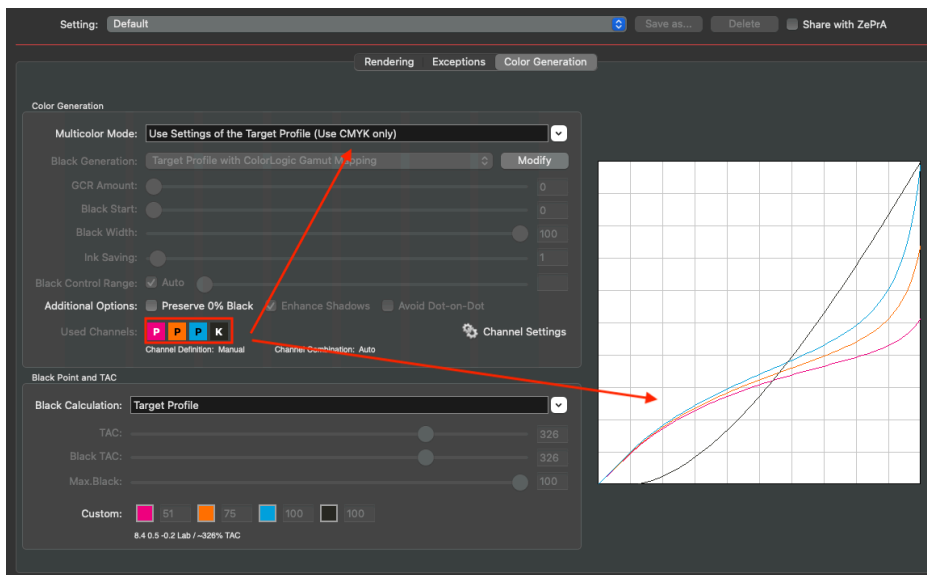 Setting: Default Save as... Delete Share with ZePrA
Rendering Exceptions Color Generation
Color Generation
Multicolor Mode: Use Settings of the Target Profile (Use CMYK only)
Black Generation: Target Profile with ColorLogic Gamut Mapping Modify
GCR Amount: 0
Black Start: 0
Black Width: 100
Ink Saving: 1
Black Control Range: Auto
Additional Options: Preserve 0% Black Enhance Shadows Avoid Dot-on-Dot
Used Channels: P P P K Channel Settings
Channel Definition: Manual Channel Combination: Auto
Black Point and TAC
Black Calculation: Target Profile
TAC: 326
Black TAC: 326
Max.Black: 100
Custom: 51 75 100 100
8.4 0.5 -0.2 Lab / ~326% TAC